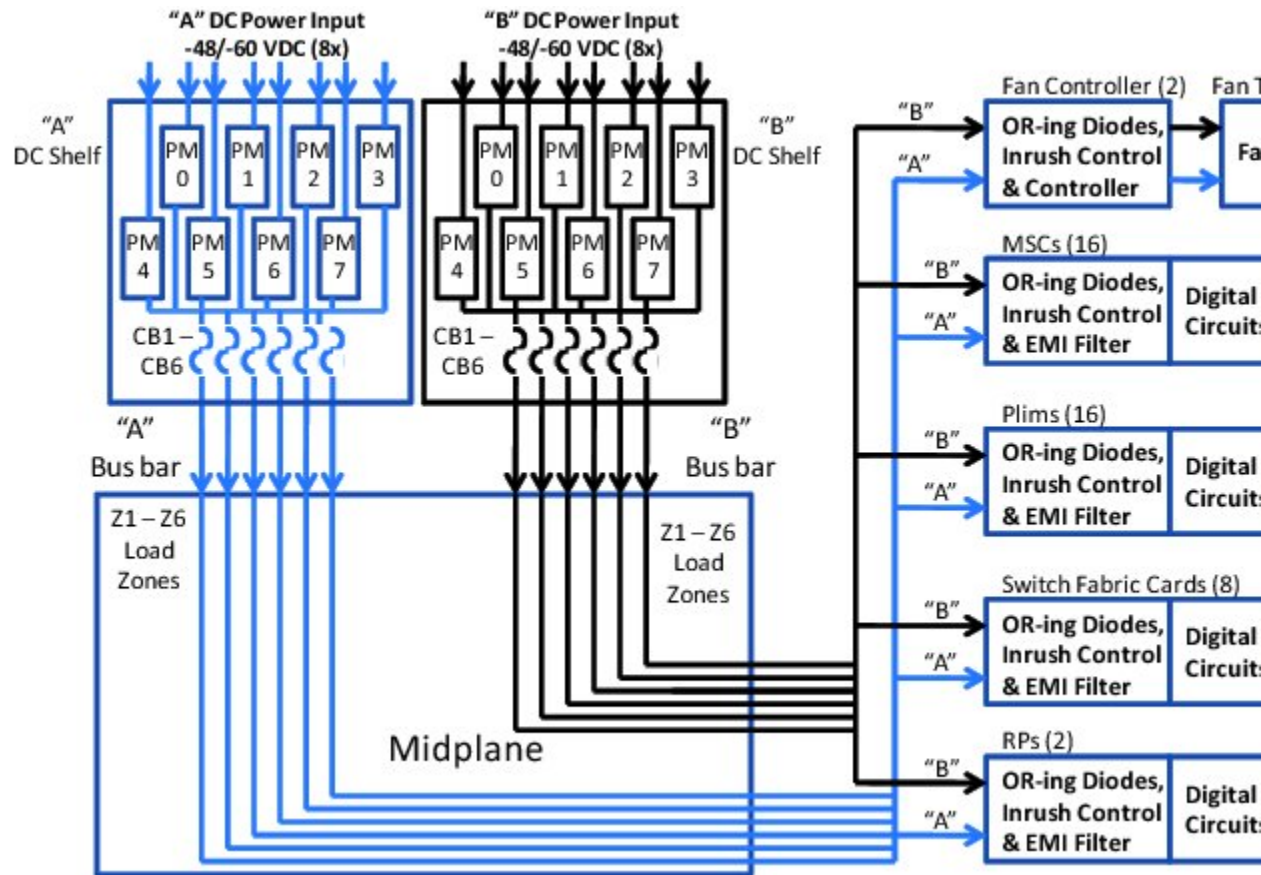 “A” DC Power Input
-48/-60 VDC (8x)
“B” DC Power Input
-48/-60 VDC (8x)
“A”
DC Shelf
PM
0
PM
1
PM
2
PM
3
PM
4
PM
5
PM
6
PM
7
CB1 –
CB6
“B”
DC Shelf
PM
0
PM
1
PM
2
PM
3
PM
4
PM
5
PM
6
PM
7
CB1 –
CB6
“A”
Bus bar
“B”
Bus bar
Z1 – Z6
Load
Zones
Z1 – Z6
Load
Zones
Midplane
Fan Controller (2)
Fan T
“B”
“A”
OR-ing Diodes,
Inrush Control
& Controller
Fa
MSCs (16)
“B”
“A”
OR-ing Diodes,
Inrush Control
& EMI Filter
Digital
Circuits
Plims (16)
“B”
“A”
OR-ing Diodes,
Inrush Control
& EMI Filter
Digital
Circuits
Switch Fabric Cards (8)
“B”
“A”
OR-ing Diodes,
Inrush Control
& EMI Filter
Digital
Circuits
RPs (2)
“B”
“A”
OR-ing Diodes,
Inrush Control
& EMI Filter
Digital
Circuits